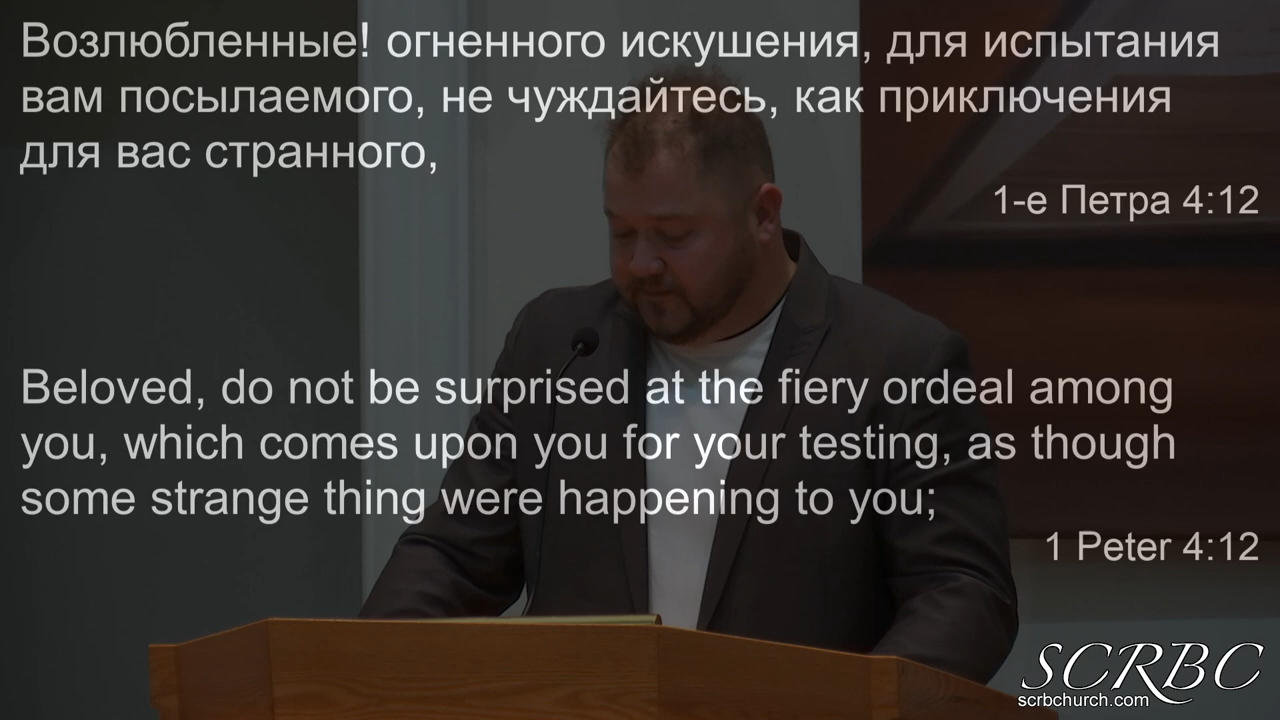 Возлюбленные! огненного искушения, для испытания
вам посылаемого, не чуждайтесь, как приключения
для вас странного,
1-е Петра 4:12
Beloved, do not be surprised at the fiery ordeal among
you, which comes upon you for your testing, as though
some strange thing were happening to you;
1 Peter 4:12
SCRBC
scrbchurch.com